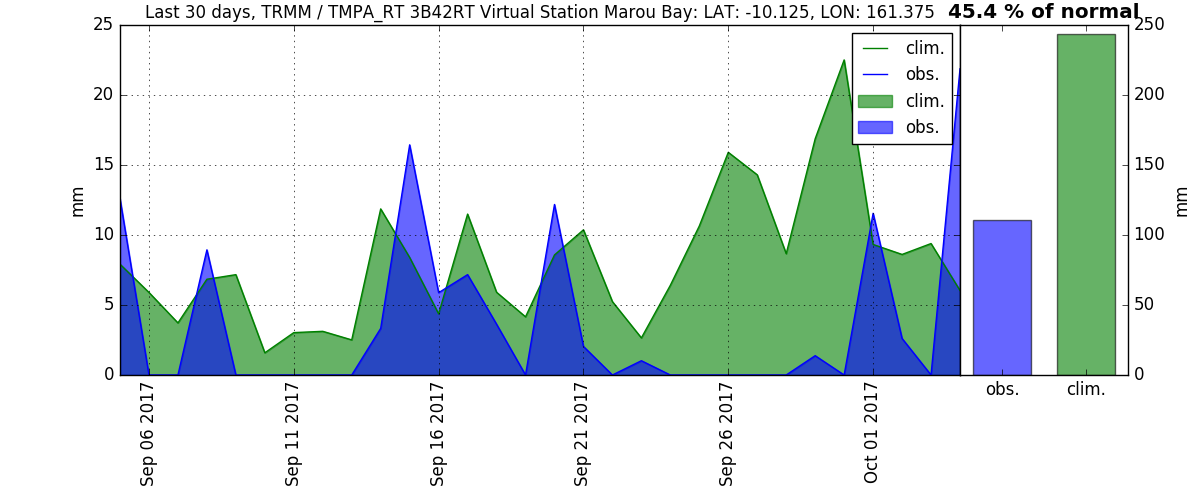 Last 30 days, TRMM / TMPA_RT 3B42RT Virtual Station Marou Bay: LAT: -10.125, LON: 161.375
45.4 % of normal
25
20
15
10
5
0
mm
clim.
obs.
clim.
obs.
Sep 06 2017
Sep 11 2017
Sep 16 2017
Sep 21 2017
Sep 26 2017
Oct 01 2017
250
200
150
100
50
0
mm
obs.
clim.